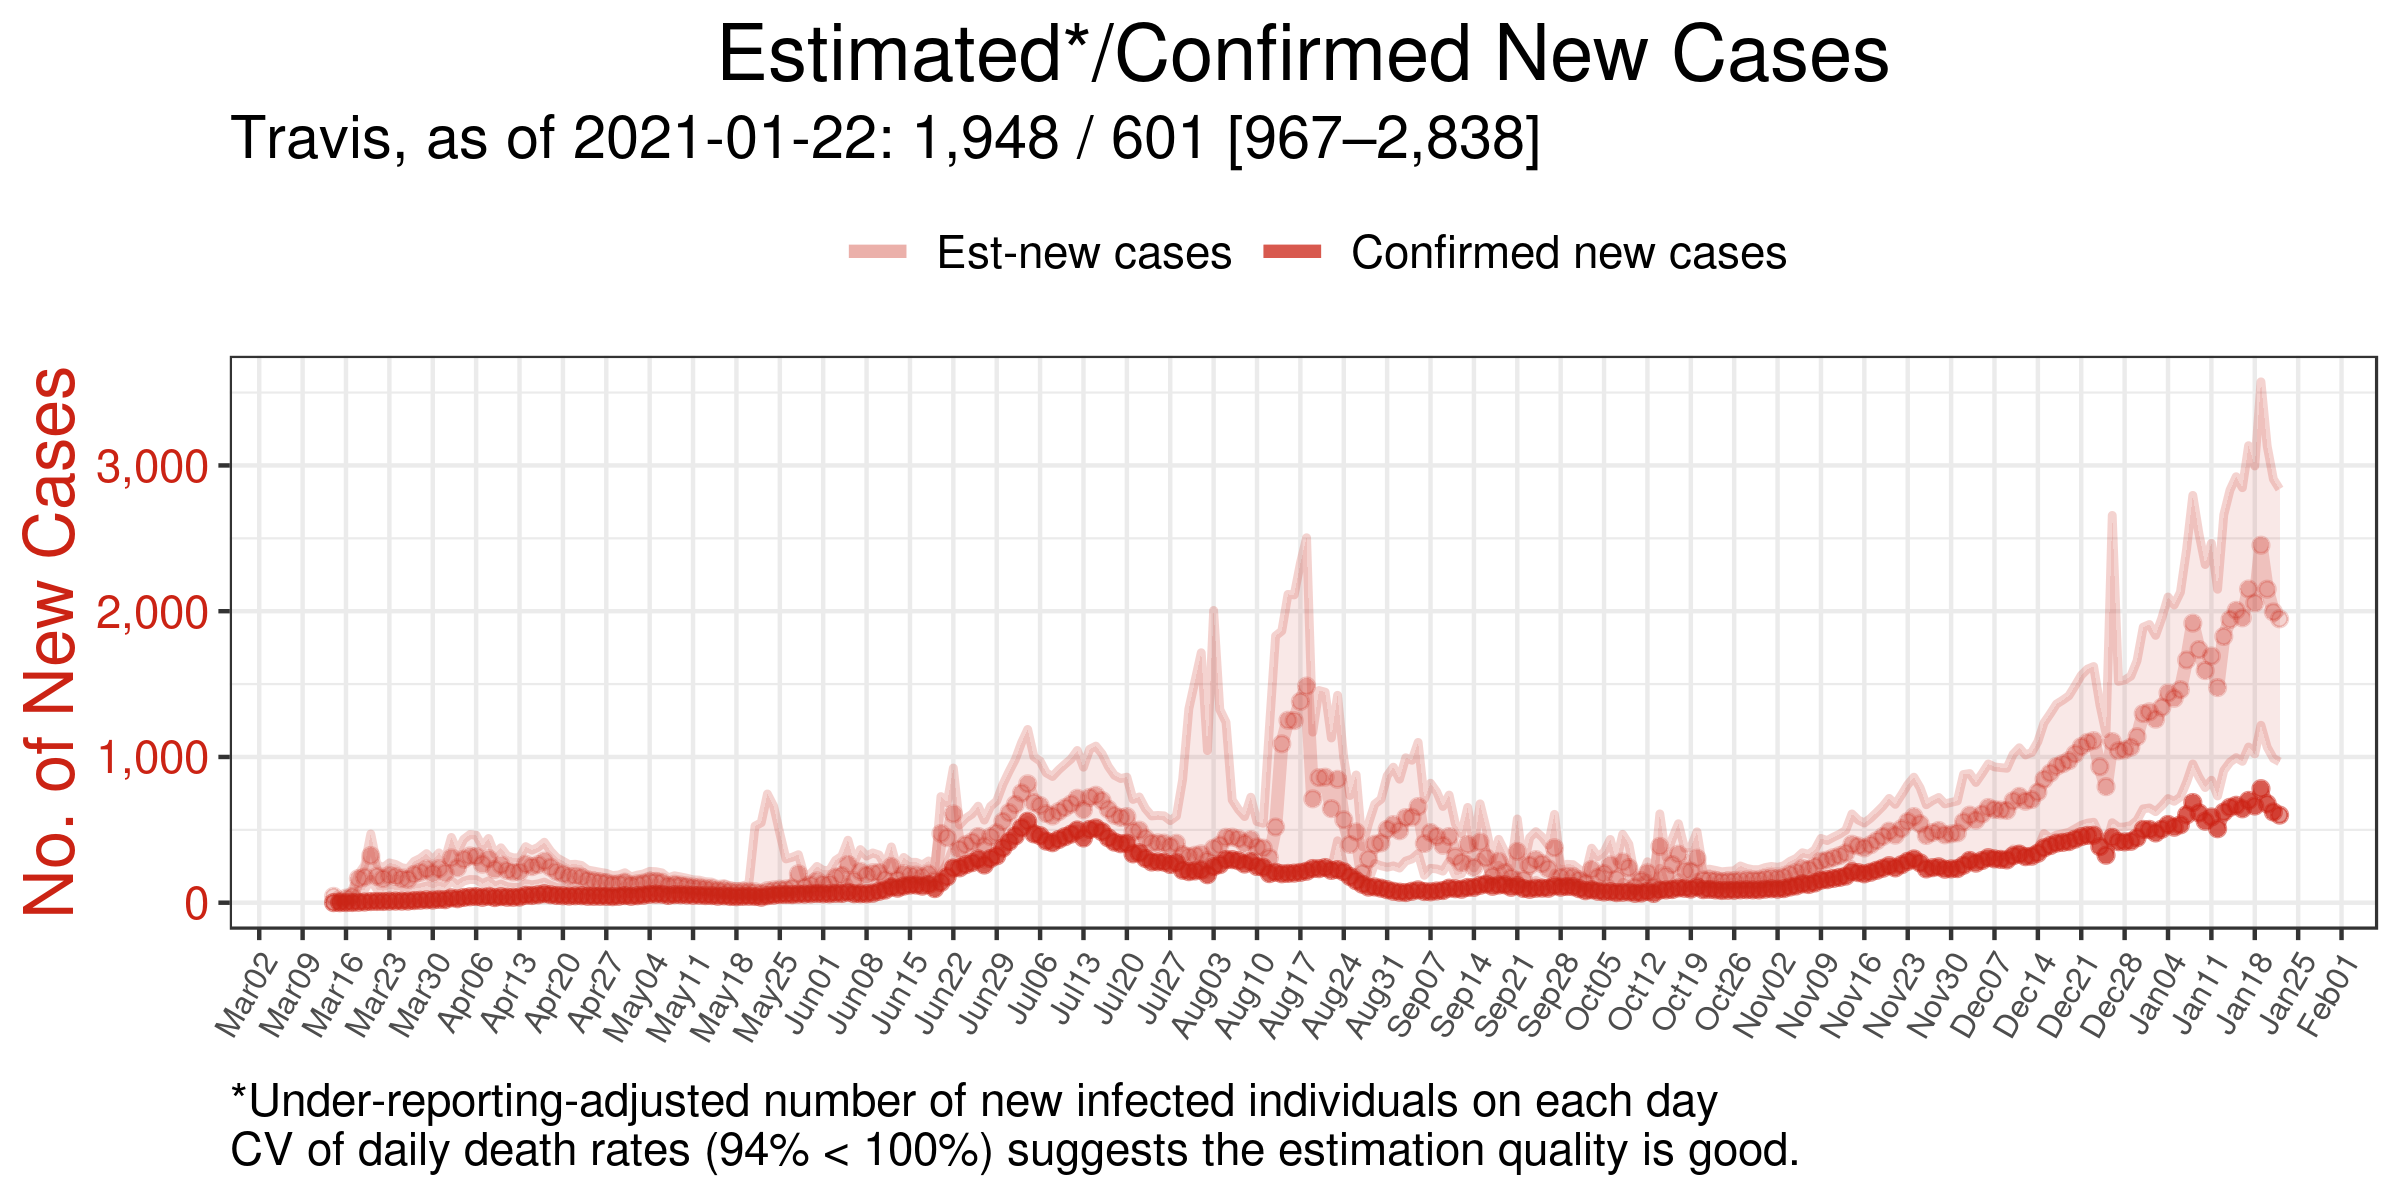 Estimated*/Confirmed New Cases
Travis, as of 2021-01-22: 1,948 / 601 [967–2,838]
Est-new cases Confirmed new cases
No. of New Cases
3,000
2,000
1,000
0
Mar02 Mar09 Mar16 Mar23 Mar30 Apr06 Apr13 Apr20 Apr27 May04 May11 May18 May25 Jun01 Jun08 Jun15 Jun22 Jun29 Jul06 Jul13 Jul20 Jul27 Aug03 Aug10 Aug17 Aug24 Aug31 Sep07 Sep14 Sep21 Sep28 Oct05 Oct12 Oct19 Oct26 Nov02 Nov09 Nov16 Nov23 Nov30 Dec07 Dec14 Dec21 Dec28 Jan04 Jan11 Jan18 Jan25 Feb01
*Under-reporting-adjusted number of new infected individuals on each day
CV of daily death rates (94% < 100%) suggests the estimation quality is good.